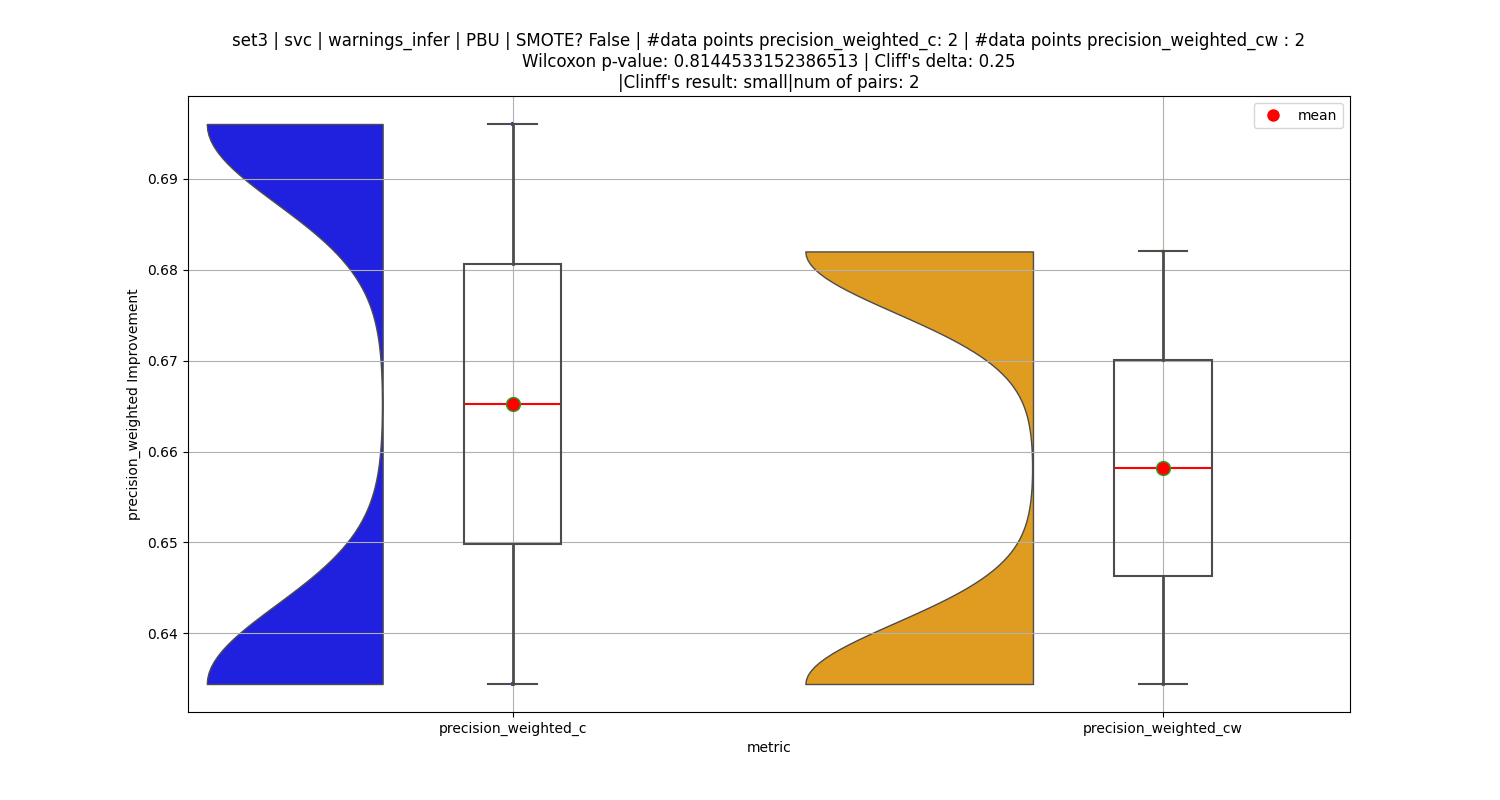 set3 | svc | warnings_infer | PBU | SMOTE? False | #data points precision_weighted_c: 2 | #data points precision_weighted_cw : 2
Wilcoxon p-value: 0.8144533152386513 | Cliff's delta: 0.25
|Clinff's result: small|num of pairs: 2
mean
0.69
0.68
0.67
0.66
0.65
0.64
precision_weighted Improvement
precision_weighted_c
precision_weighted_cw
metric